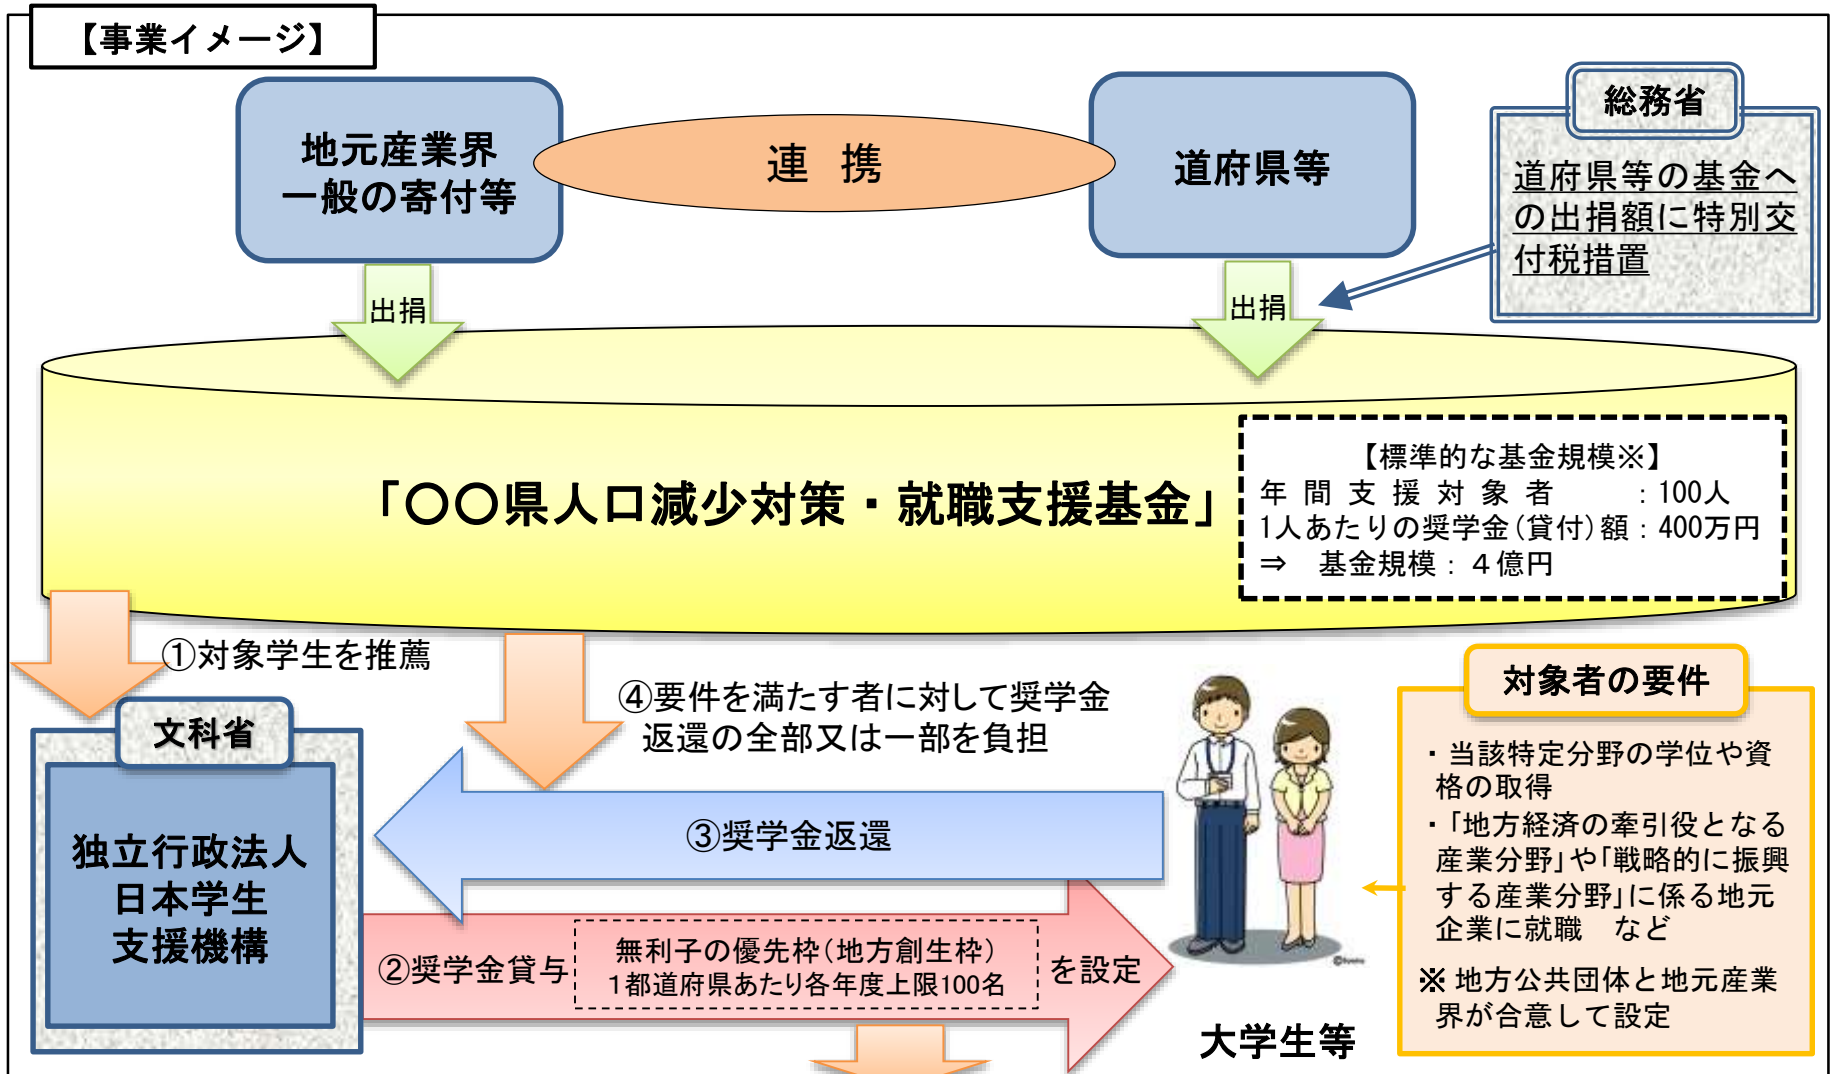 【事業イメージ】
地元産業界
一般の寄付等
連 携
道府県等
総務省
道府県等の基金へ
の出捐額に特別交
付税措置
出捐
出捐
「〇〇県人口減少対策・就職支援基金」
【標準的な基金規模※】
年間支援対象者 ：100人
1人あたりの奨学金（貸付）額：400万円
⇒ 基金規模：４億円
①対象学生を推薦
④要件を満たす者に対して奨学金
返還の全部又は一部を負担
文科省
独立行政法人
日本学生
支援機構
③奨学金返還
②奨学金貸与
無利子の優先枠（地方創生枠）
1都道府県あたり各年度上限100名
を設定
大学生等
対象者の要件
・当該特定分野の学位や資
格の取得
・「地方経済の牽引役となる
産業分野」や「戦略的に振興
する産業分野」に係る地元
企業に就職 など
※ 地方公共団体と地元産業
界が合意して設定